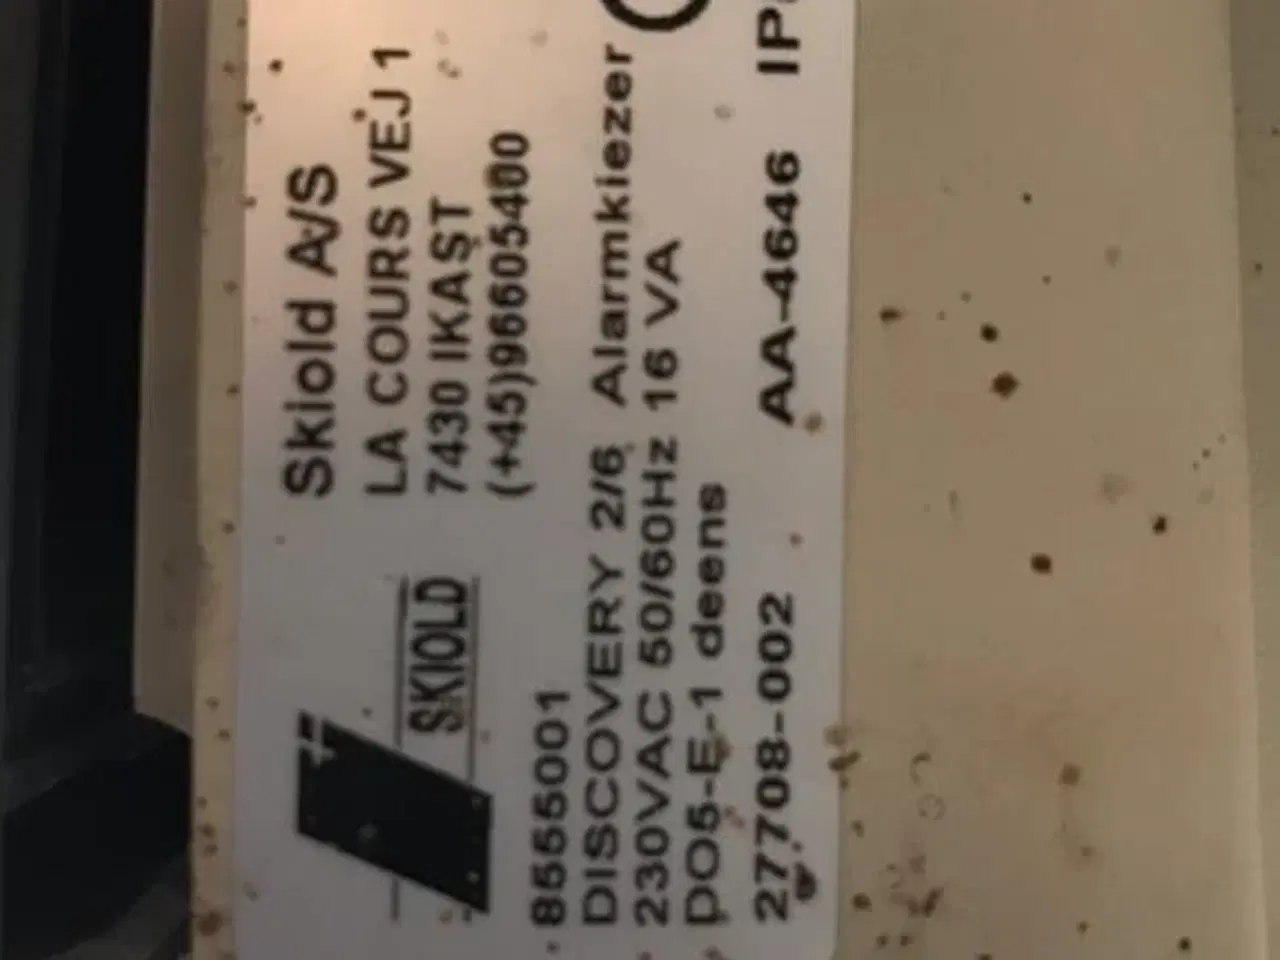 Skiold A/S
LA COURS VEJ 1
7430 IKAST
(+45)96605400
SKIOLD
8555001
DISCOVERY 2/6 Alarmkiezer
230VAC 50/60Hz 16 VA
DO5-E-1 deens
27708-002 AA-4646 IP